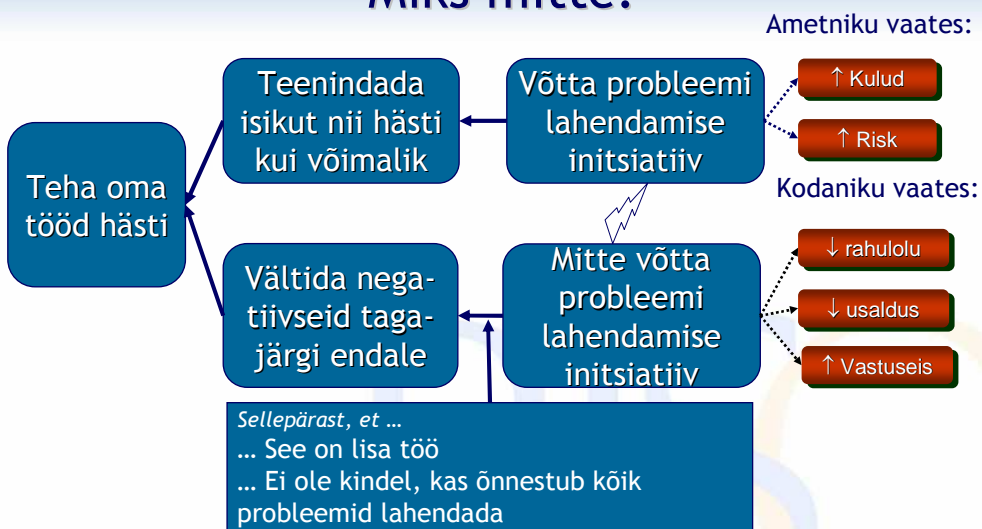 Miks mitte?
Ametniku vaates:
Teenindada
isikut nii hästi
kui võimalik
Võtta probleemi
lahendamise
initsiatiiv
↑ Kulud
↑ Risk
Teha oma
tööd hästi
Kodaniku vaates:
Vältida nega-
tiivseid taga-
järgi endale
Mitte võtta
probleemi
lahendamise
initsiatiiv
↓ rahulolu
↓ usaldus
↑ Vastuseis
Sellepärast, et …
… See on lisa töö
… Ei ole kindel, kas õnnestub kõik
probleemid lahendada